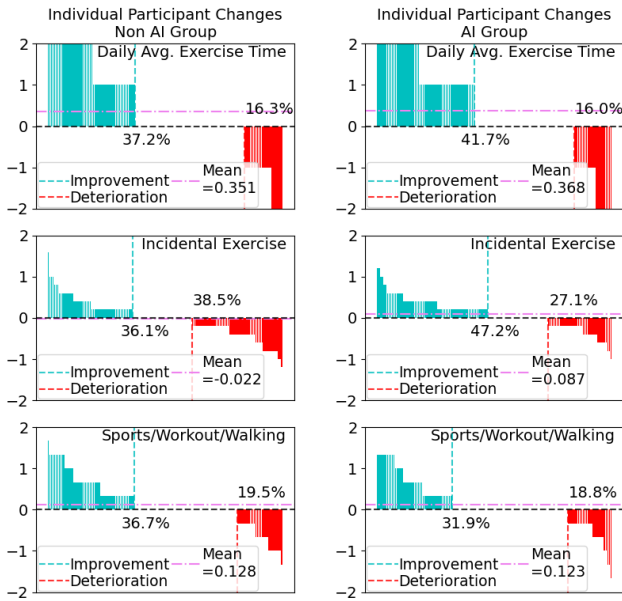 Individual Participant Changes
Non AI Group
Daily Avg. Exercise Time
2
1
0
−1
−2
16.3%
37.2%
Improvement
Deterioration
Mean
=0.351
Individual Participant Changes
AI Group
Daily Avg. Exercise Time
2
1
0
−1
−2
16.0%
41.7%
Improvement
Deterioration
Mean
=0.368
Incidental Exercise
2
1
0
−1
−2
38.5%
36.1%
Improvement
Deterioration
Mean
=-0.022
Incidental Exercise
2
1
0
−1
−2
27.1%
47.2%
Improvement
Deterioration
Mean
=0.087
Sports/Workout/Walking
2
1
0
−1
−2
19.5%
36.7%
Improvement
Deterioration
Mean
=0.128
Sports/Workout/Walking
2
1
0
−1
−2
18.8%
31.9%
Improvement
Deterioration
Mean
=0.123